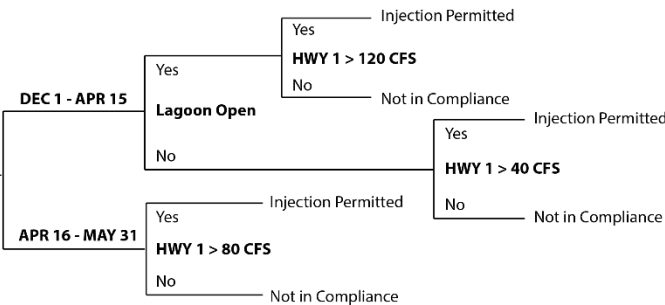 Injection Permitted
Yes
HWY 1 > 120 CFS
No
Not in Compliance
Yes
DEC 1 - APR 15
Lagoon Open
No
Injection Permitted
Yes
HWY 1 > 40 CFS
No
Not in Compliance
Injection Permitted
Yes
APR 16 - MAY 31
HWY 1 > 80 CFS
No
Not in Compliance